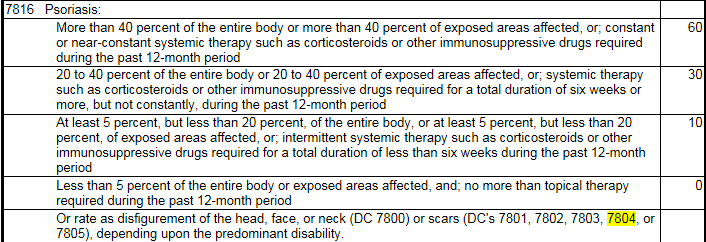 7816 Psoriasis:
More than 40 percent of the entire body or more than 40 percent of exposed areas affected, or; constant 60
or near-constant systemic therapy such as corticosteroids or other immunosuppressive drugs required
during the past 12-month period
20 to 40 percent of the entire body or 20 to 40 percent of exposed areas affected, or; systemic therapy 30
such as corticosteroids or other immunosuppressive drugs required for a total duration of six weeks or
more, but not constantly, during the past 12-month period
At least 5 percent, but less than 20 percent, of the entire body, or at least 5 percent, but less than 20 10
percent, of exposed areas affected, or; intermittent systemic therapy such as corticosteroids or other
immunosuppressive drugs required for a total duration of less than six weeks during the past 12-month
period
Less than 5 percent of the entire body or exposed areas affected, and; no more than topical therapy 0
required during the past 12-month period
Or rate as disfigurement of the head, face, or neck (DC 7800) or scars (DC's 7801, 7802, 7803, 7804, or
7805), depending upon the predominant disability.